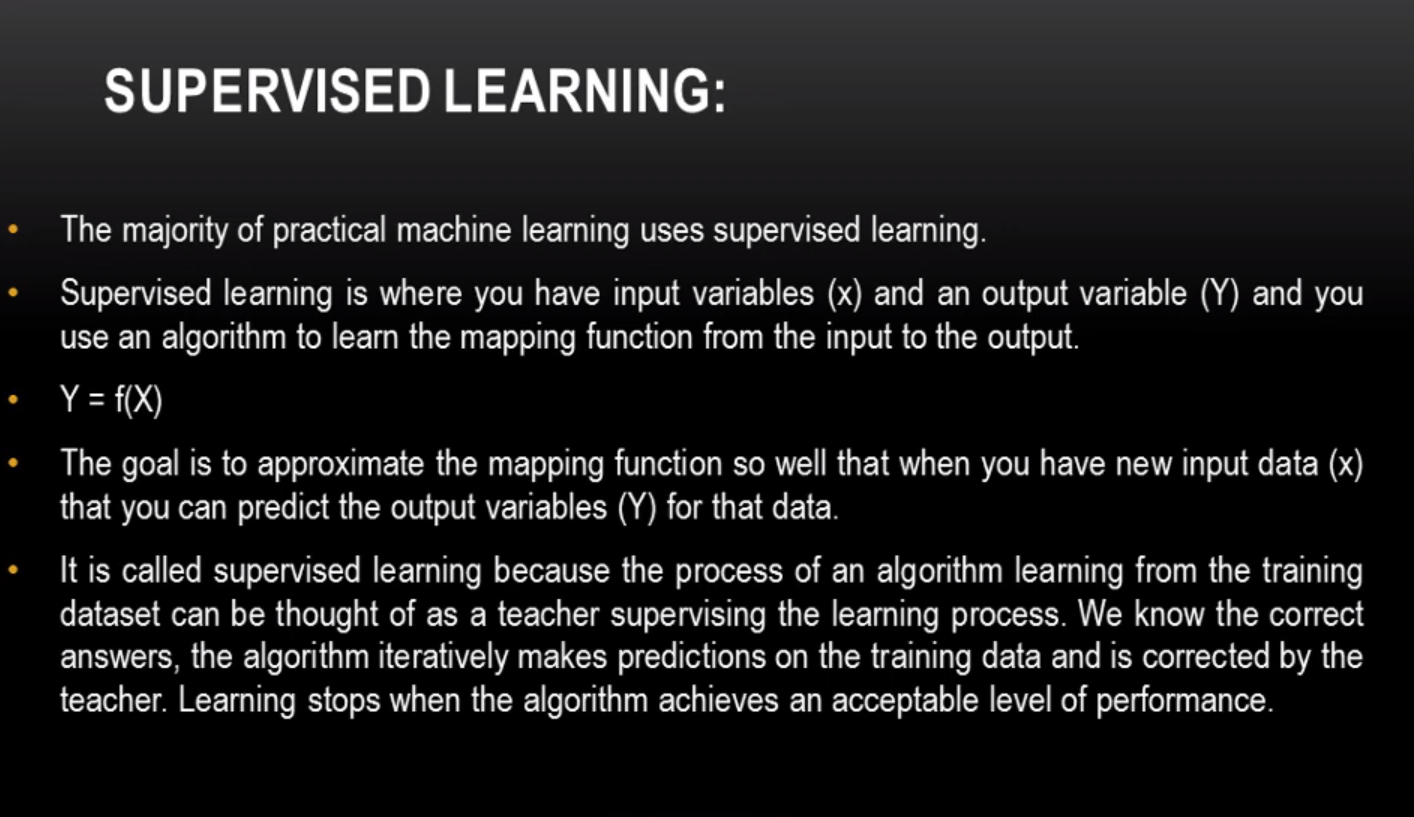 SUPERVISED LEARNING:
• The majority of practical machine learning uses supervised learning.
• Supervised learning is where you have input variables (x) and an output variable (Y) and you
use an algorithm to learn the mapping function from the input to the output.
• Y = f(X)
• The goal is to approximate the mapping function so well that when you have new input data (x)
that you can predict the output variables (Y) for that data.
• It is called supervised learning because the process of an algorithm learning from the training
dataset can be thought of as a teacher supervising the learning process. We know the correct
answers, the algorithm iteratively makes predictions on the training data and is corrected by the
teacher. Learning stops when the algorithm achieves an acceptable level of performance.